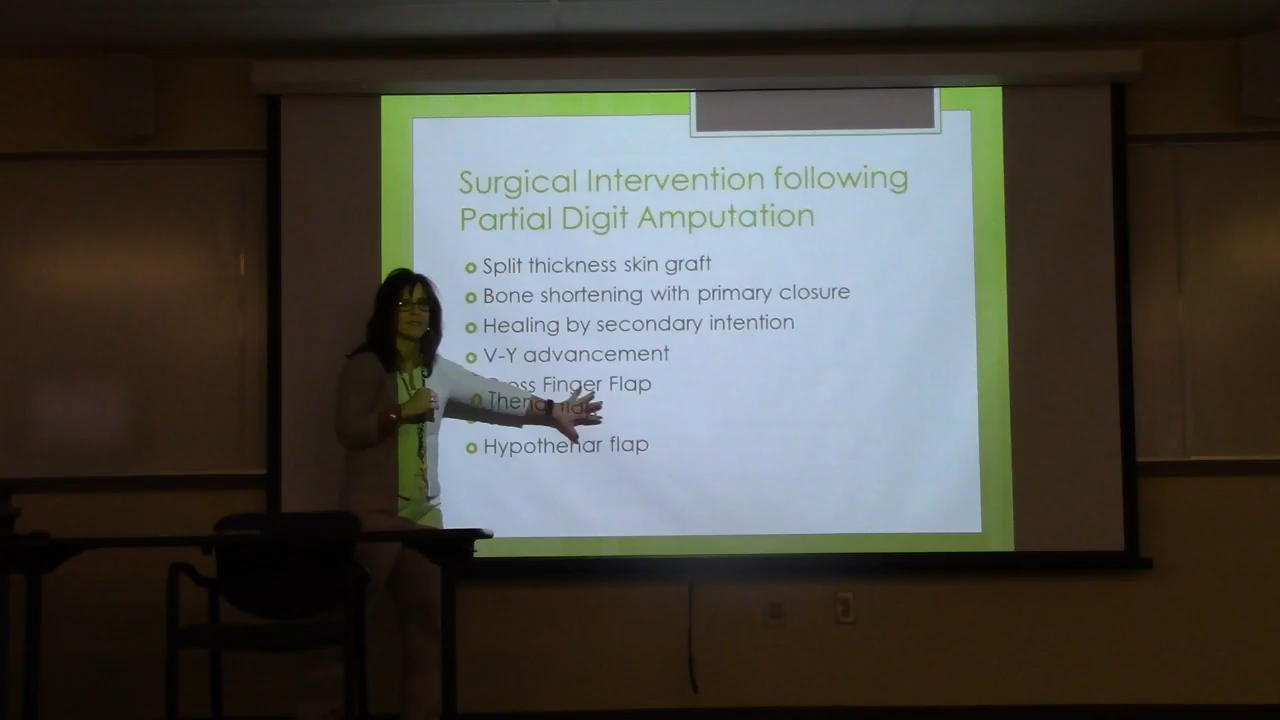 Surgical Intervention following
Partial Digit Amputation
Split thickness skin graft
Bone shortening with primary closure
Healing by secondary intention
V-Y advancement
Finger Flap
flap
Hypothenar flap